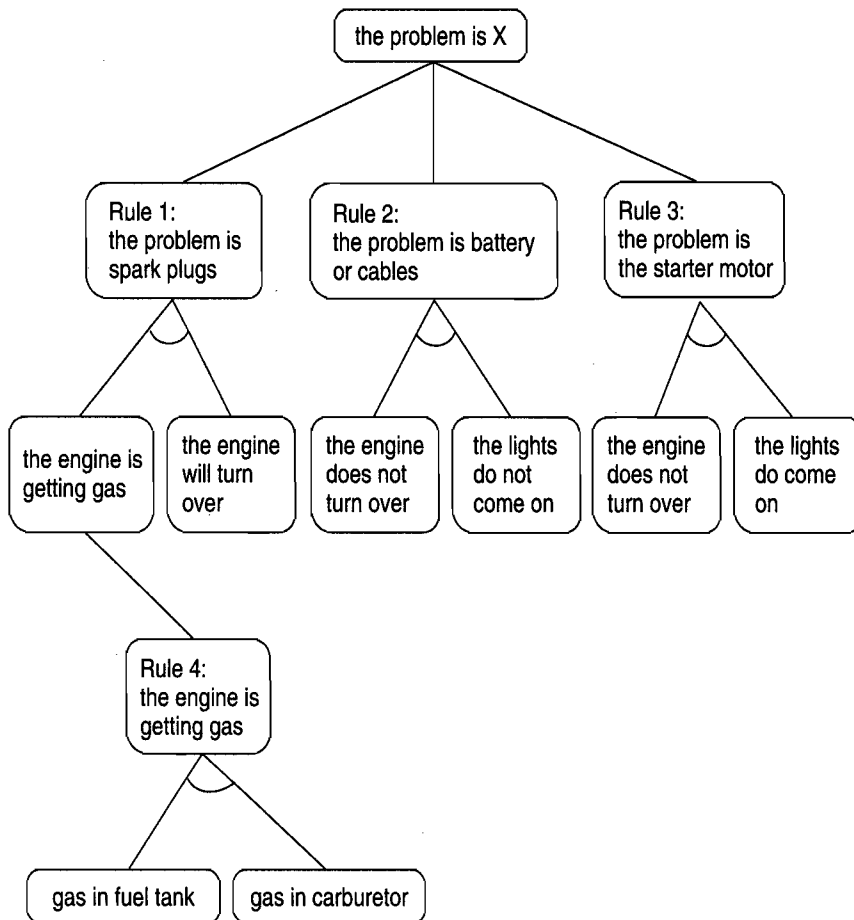 the problem is X
Rule 1:
the problem is
spark plugs
Rule 2:
the problem is battery
or cables
Rule 3:
the problem is
the starter motor
the engine is
getting gas
the engine
will turn
over
the engine
does not
turn over
the lights
do not
come on
the engine
does not
turn over
the lights
do come
on
Rule 4:
the engine is
getting gas
gas in fuel tank
gas in carburetor